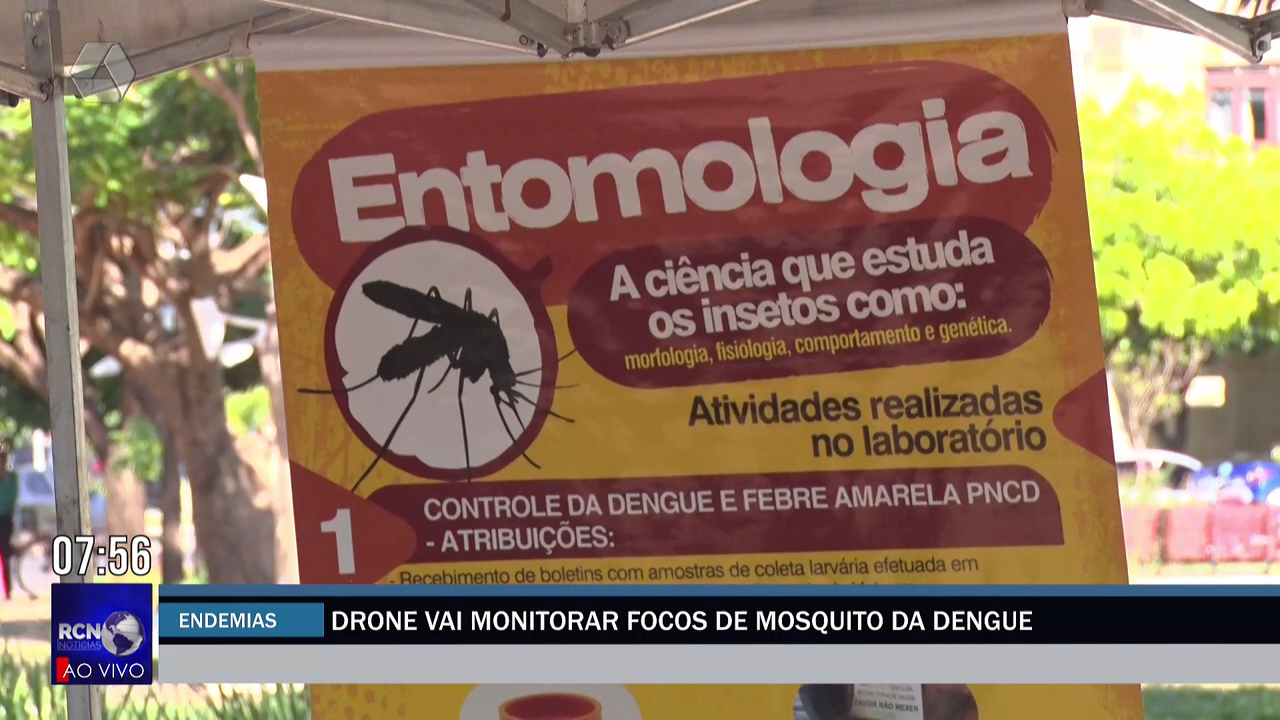 Entomologia
A ciência que estuda
os insetos como:
morfologia, fisiologia, comportamento e genética.
Atividades realizadas
no laboratório
1
CONTROLE DA DENGUE E FEBRE AMARELA PNCD
- ATRIBUIÇÕES:
- Recebimento de boletins com amostras de coleta larvária efetuada em
07:56
RCN
NOTÍCIAS
AO VIVO
ENDEMIAS
DRONE VAI MONITORAR FOCOS DE MOSQUITO DA DENGUE
FAVOR NÃO MEXER